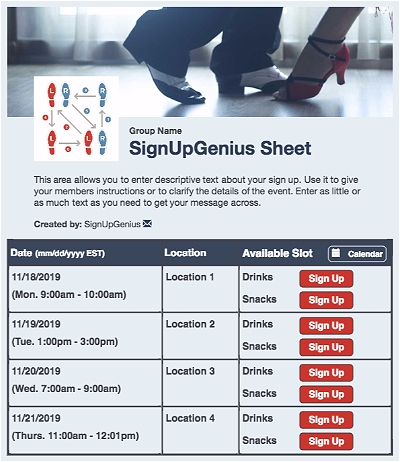 L R L R
L R L R
Group Name
SignUpGenius Sheet
This area allows you to enter descriptive text about your sign up. Use it to give
your members instructions or to clarify the details of the event. Enter as little or
as much text as you need to get your message across.
Created by: SignUpGenius
Date (mm/dd/yyyy EST) Location Available Slot Calendar
11/18/2019 Location 1 Drinks Sign Up
(Mon. 9:00am - 10:00am)
Snacks Sign Up
11/19/2019 Location 2 Drinks Sign Up
(Tue. 1:00pm - 3:00pm)
Snacks Sign Up
11/20/2019 Location 3 Drinks Sign Up
(Wed. 7:00am - 9:00am)
Snacks Sign Up
11/21/2019 Location 4 Drinks Sign Up
(Thurs. 11:00am - 12:01pm)
Snacks Sign Up